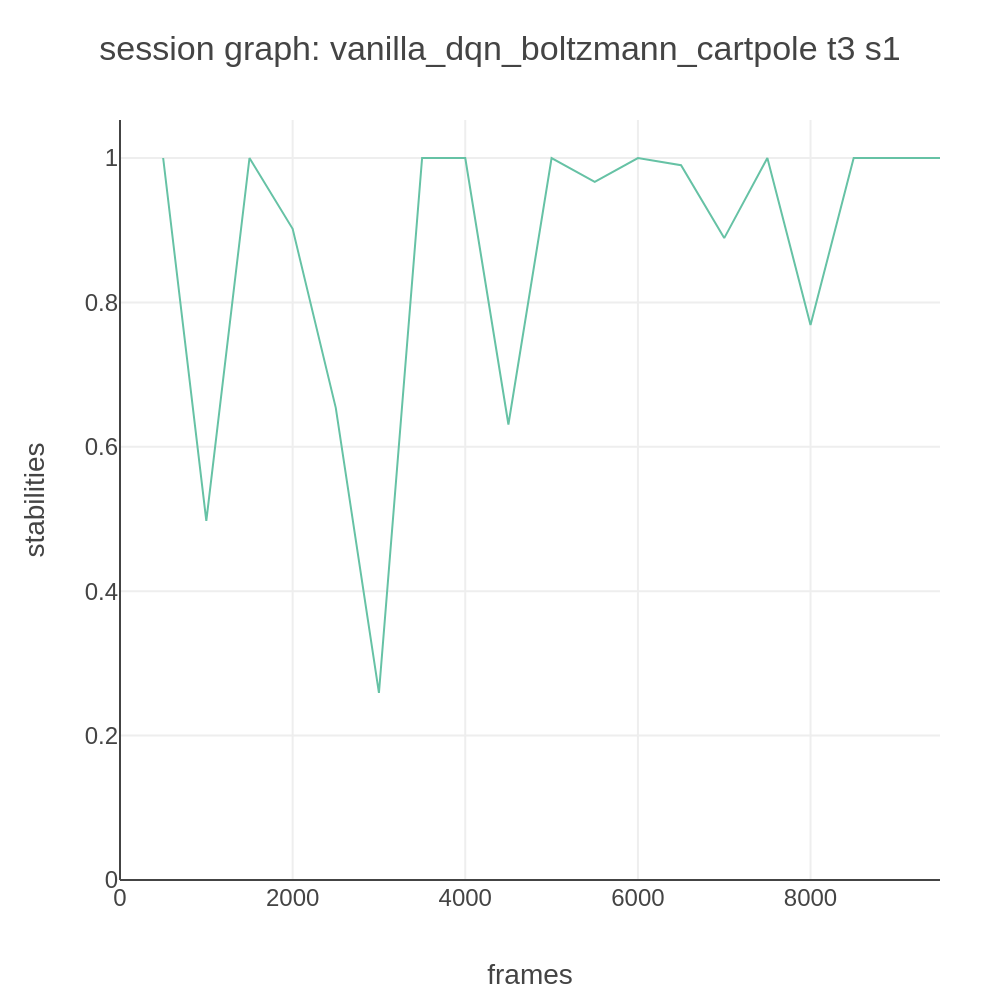 session graph: vanilla_dqn_boltzmann_cartpole t3 s1
1
0.8
0.6
0.4
0.2
0
stabilities
0 2000 4000 6000 8000
frames